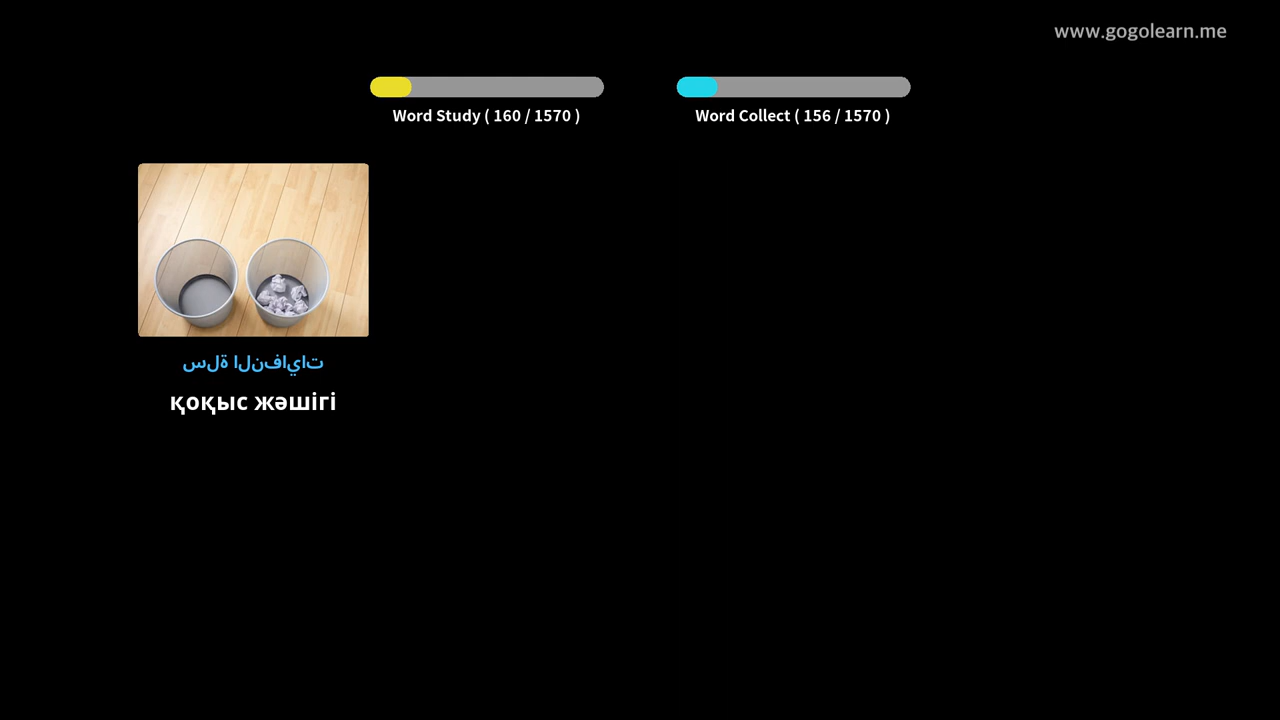 www.gogolearn.me
Word Study ( 160 / 1570 )
Word Collect ( 156 / 1570 )
سلة النفايات
қоқыс жәшігі